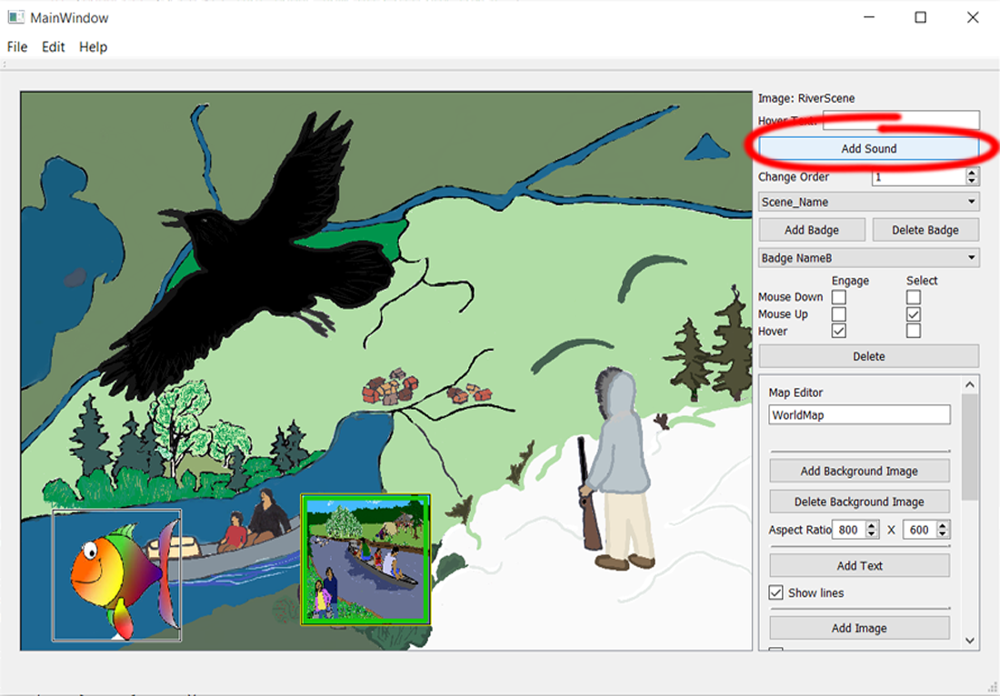 MainWindow
File Edit Help
Image: RiverScene
Hover Text:
Add Sound
Change Order 1
Scene_Name
Add Badge Delete Badge
Badge NameB
Engage Select
Mouse Down
Mouse Up
Hover
Delete
Map Editor
WorldMap
Add Background Image
Delete Background Image
Aspect Ratio 800 X 600
Add Text
Show lines
Add Image